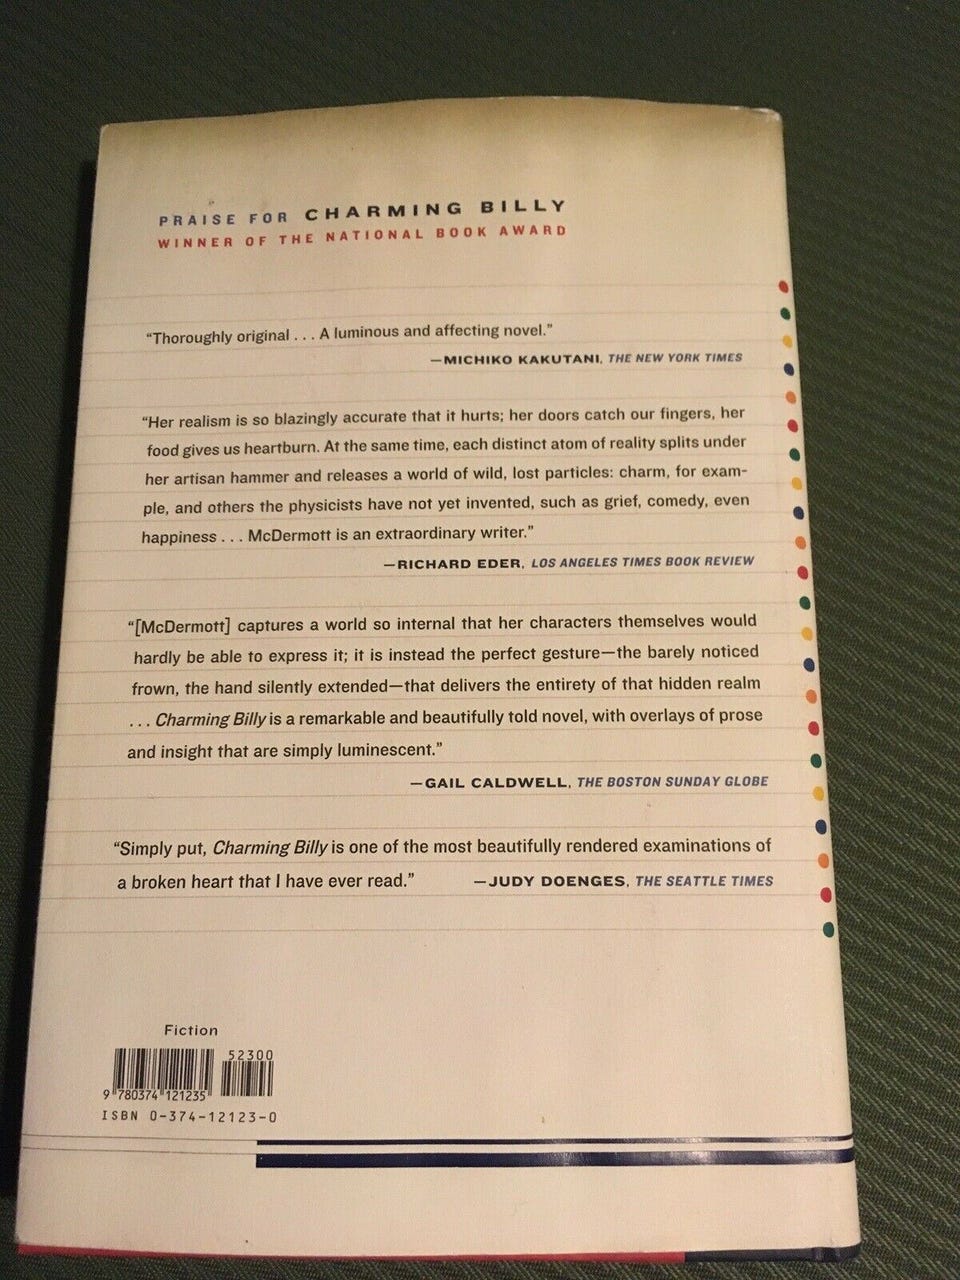 PRAISE FOR CHARMING BILLY
WINNER OF THE NATIONAL BOOK AWARD
“Thoroughly original . . . A luminous and affecting novel.”
—MICHIKO KAKUTANI, THE NEW YORK TIMES
“Her realism is so blazingly accurate that it hurts; her doors catch our fingers, her
food gives us heartburn. At the same time, each distinct atom of reality splits under
her artisan hammer and releases a world of wild, lost particles: charm, for exam-
ple, and others the physicists have not yet invented, such as grief, comedy, even
happiness . . . McDermott is an extraordinary writer.”
—RICHARD EDER, LOS ANGELES TIMES BOOK REVIEW
“[McDermott] captures a world so internal that her characters themselves would
hardly be able to express it; it is instead the perfect gesture—the barely noticed
frown, the hand silently extended—that delivers the entirety of that hidden realm
. . . Charming Billy is a remarkable and beautifully told novel, with overlays of prose
and insight that are simply luminescent.”
—GAIL CALDWELL, THE BOSTON SUNDAY GLOBE
“Simply put, Charming Billy is one of the most beautifully rendered examinations of
a broken heart that I have ever read.” —JUDY DOENGES, THE SEATTLE TIMES
Fiction
52300
9 780374 121235
ISBN 0-374-12123-0